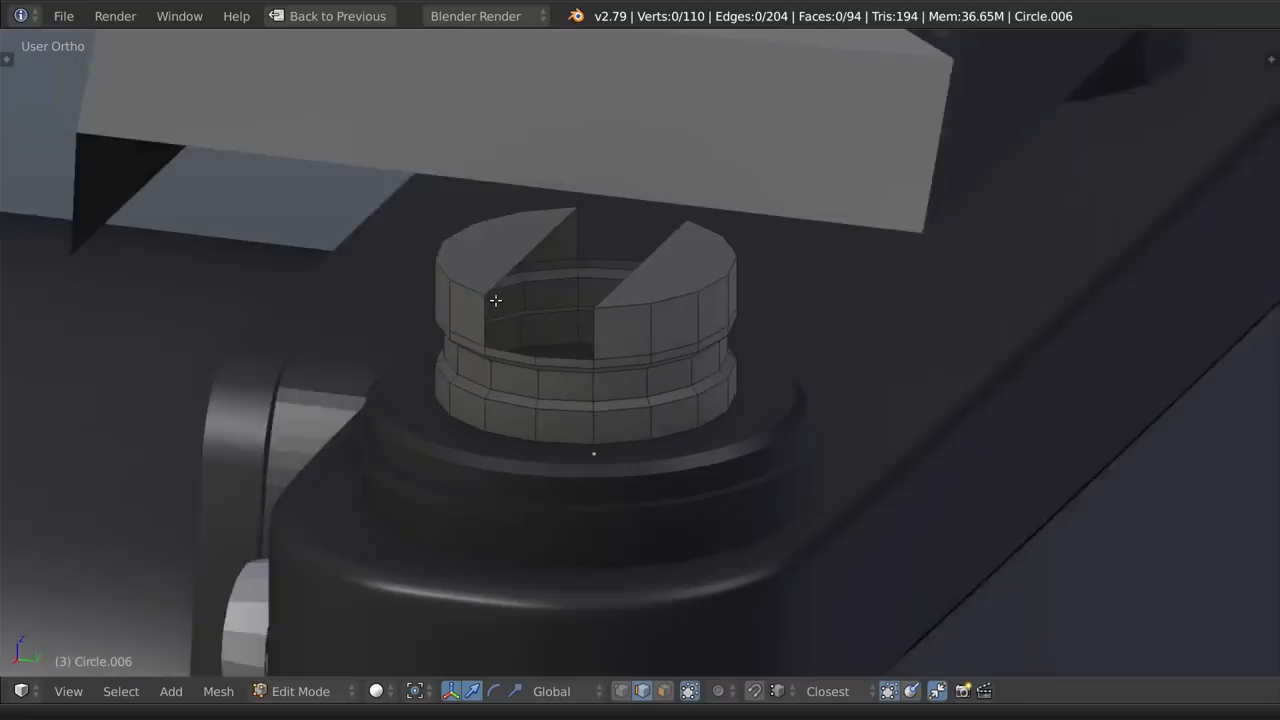 File Render Window Help Back to Previous Blender Render v2.79 | Verts:0/110 | Edges:0/204 | Faces:0/94 | Tris:194 | Mem:36.65M | Circle.006
User Ortho
z
y
(3) Circle.006
View Select Add Mesh Edit Mode Global Closest